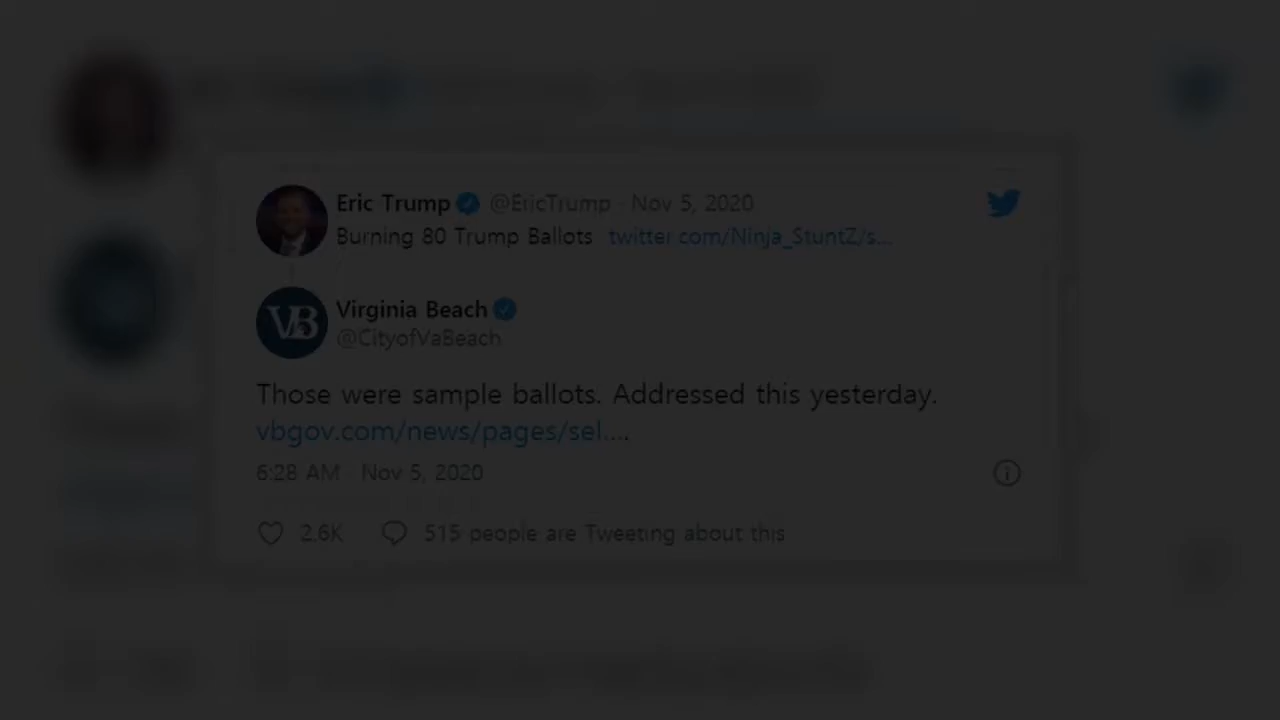 Eric Trump @EricTrump · Nov 5, 2020
Burning 80 Trump Ballots twitter.com/Ninja_StuntZ/s...
VB
Virginia Beach
@CityofVaBeach
Those were sample ballots. Addressed this yesterday.
vbgov.com/news/pages/sel....
6:28 AM · Nov 5, 2020
2.6K 515 people are Tweeting about this